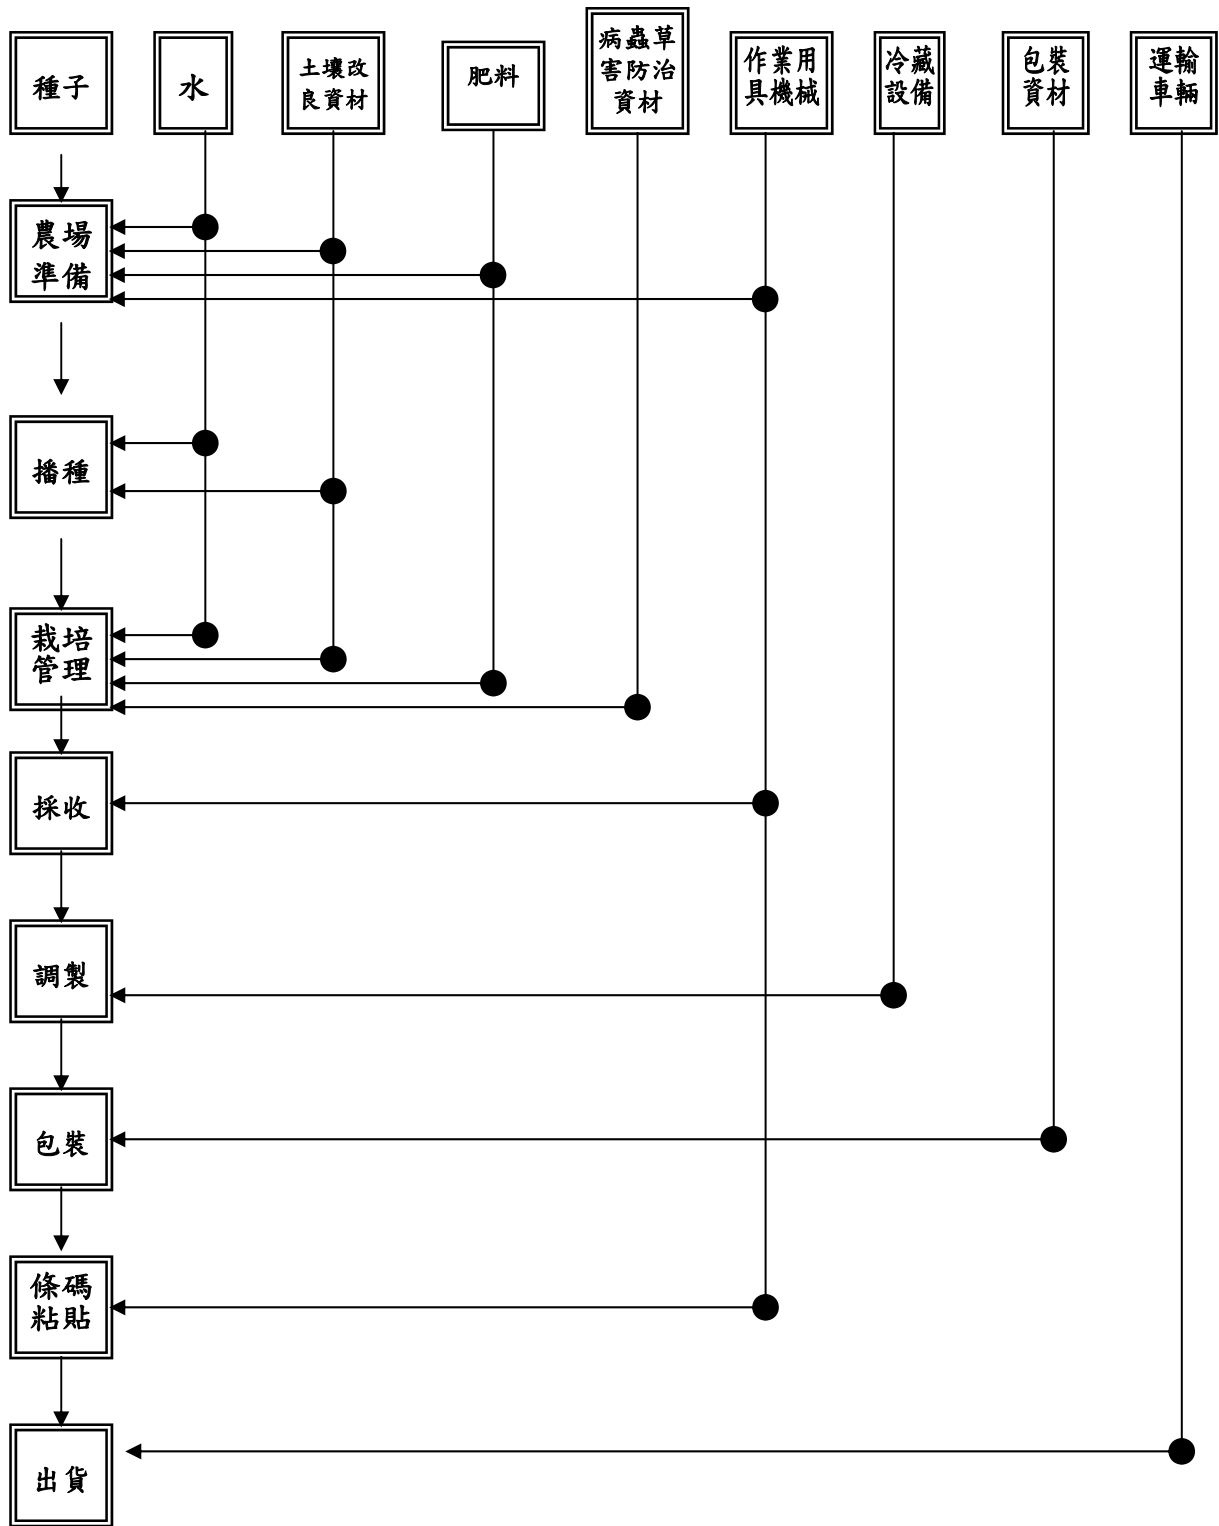 種子
水
土壤改
良資材
肥料
病蟲草
害防治
資材
作業用
具機械
冷藏
設備
包裝
資材
運輸
車輛
農場
準備
播種
栽培
管理
採收
調製
包裝
條碼
粘貼
出貨